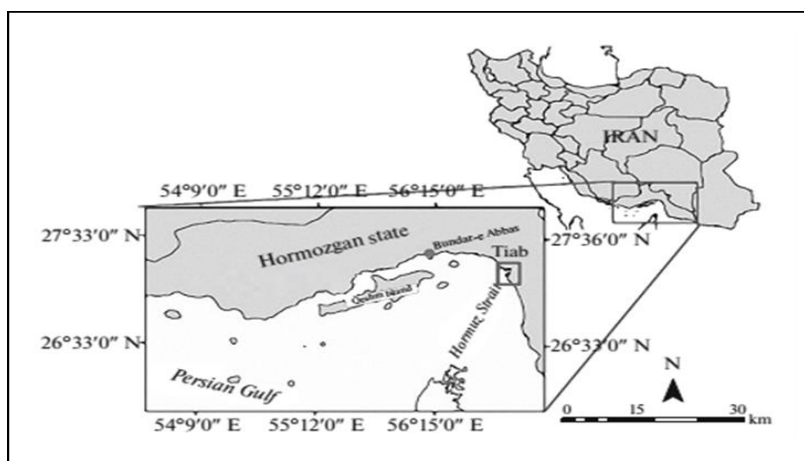 IRAN
54°9'0" E 55°12'0" E 56°15'0" E
27°33'0" N
27°36'0" N
Hormozgan state
Bundar-e Abbas
Tiab
Qeshm Island
Hormuz Strait
26°33'0" N
26°33'0" N
Persian Gulf
N
0 15 30
km
54°9'0" E 55°12'0" E 56°15'0" E